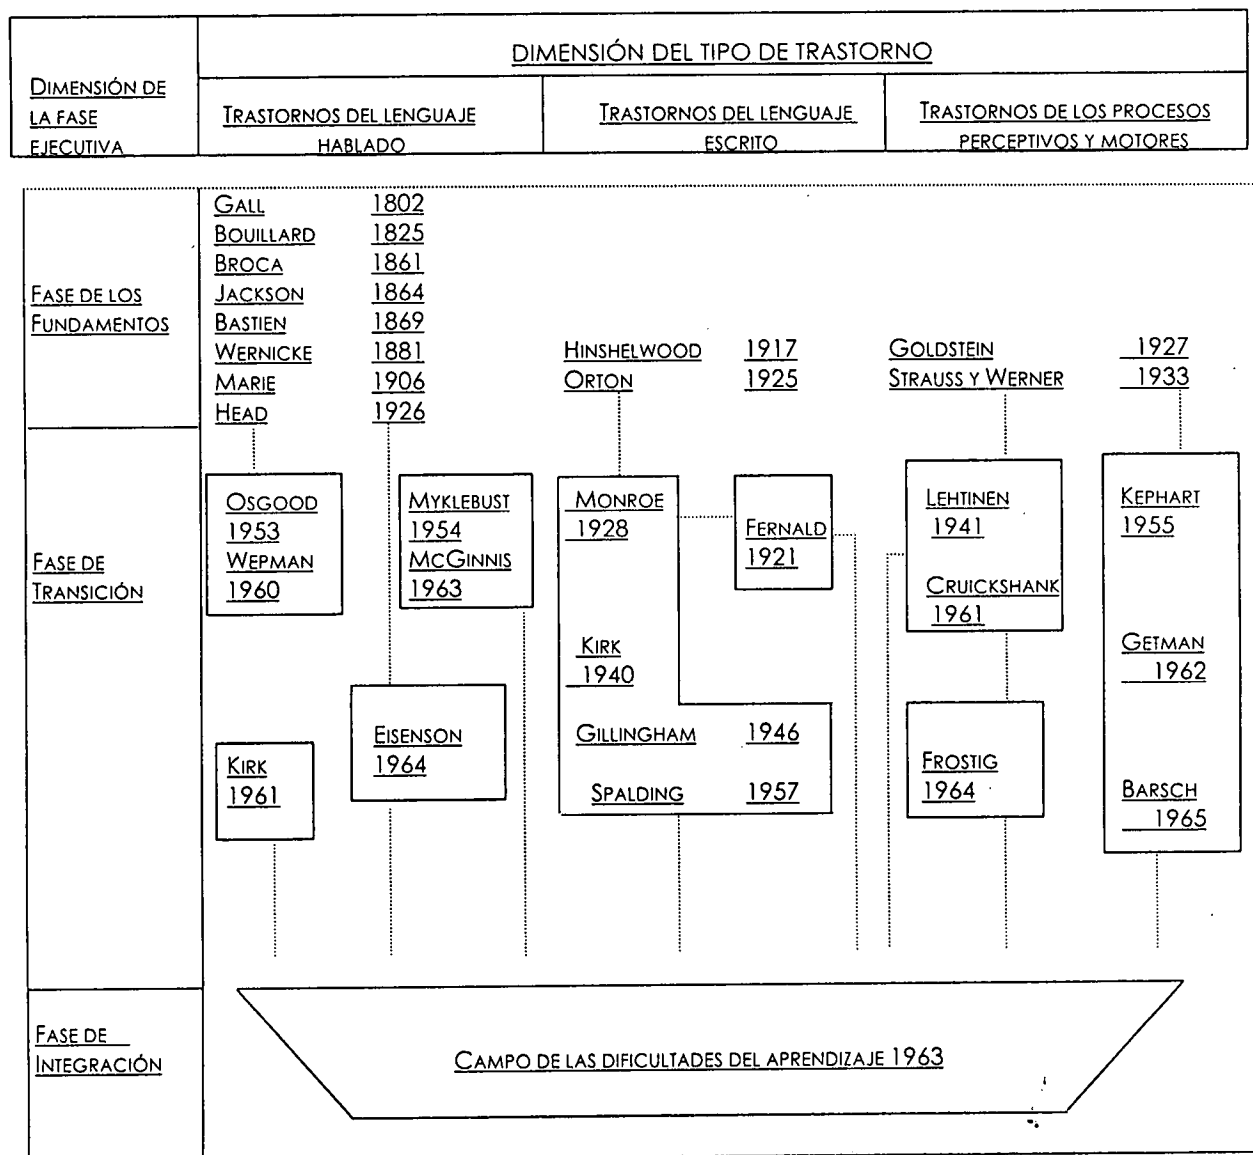 DIMENSIÓN DE
LA FASE
EJECUTIVA
DIMENSIÓN DEL TIPO DE TRASTORNO
TRASTORNOS DEL LENGUAJE
HABLADO
TRASTORNOS DEL LENGUAJE
ESCRITO
TRASTORNOS DE LOS PROCESOS
PERCEPTIVOS Y MOTORES
FASE DE LOS
FUNDAMENTOS
GALL 1802
BOUILLARD 1825
BROCA 1861
JACKSON 1864
BASTIEN 1869
WERNICKE 1881
MARIE 1906
HEAD 1926
HINSHELWOOD 1917
ORTON 1925
GOLDSTEIN 1927
STRAUSS Y WERNER 1933
FASE DE
TRANSICIÓN
OSGOOD
1953
WEPMAN
1960
MYKLEBUST
1954
MCGINNIS
1963
MONROE
1928
FERNALD
1921
LEHTINEN
1941
CRUICKSHANK
1961
KEPHART
1955
KIRK
1940
GETMAN
1962
KIRK
1961
EISENSON
1964
GILLINGHAM 1946
SPALDING 1957
FROSTIG
1964
BARSCH
1965
FASE DE
INTEGRACIÓN
CAMPO DE LAS DIFICULTADES DEL APRENDIZAJE 1963